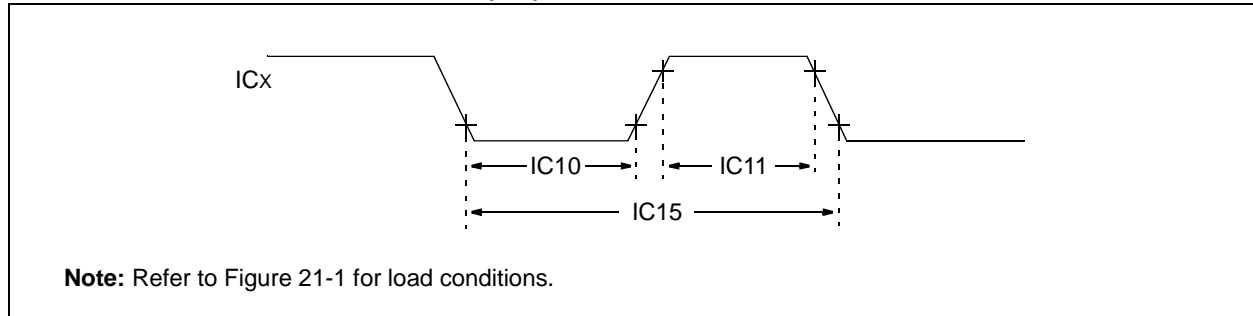 ICX
IC10
IC11
IC15
Note: Refer to Figure 21-1 for load conditions.